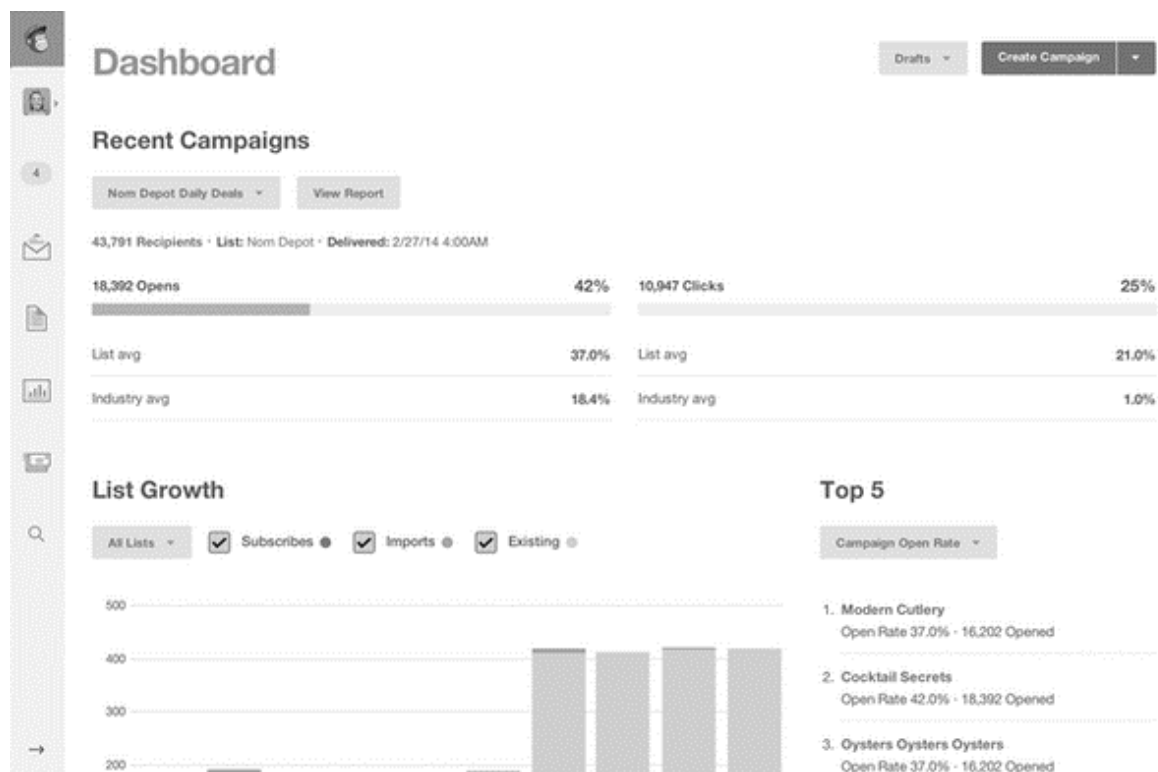 Dashboard
Drafts
Create Campaign
4
Recent Campaigns
Nom Depot Daily Deals
View Report
43,791 Recipients · List: Nom Depot · Delivered: 2/27/14 4:00AM
18,392 Opens 42%
10,947 Clicks 25%
List avg 37.0%
List avg 21.0%
Industry avg 18.4%
Industry avg 1.0%
List Growth
All Lists
Subscribes
Imports
Existing
500
400
300
200
Top 5
Campaign Open Rate
1. Modern Cutlery
Open Rate 37.0% · 16,202 Opened
2. Cocktail Secrets
Open Rate 42.0% · 18,392 Opened
3. Oysters Oysters Oysters
Open Rate 37.0% · 16,202 Opened